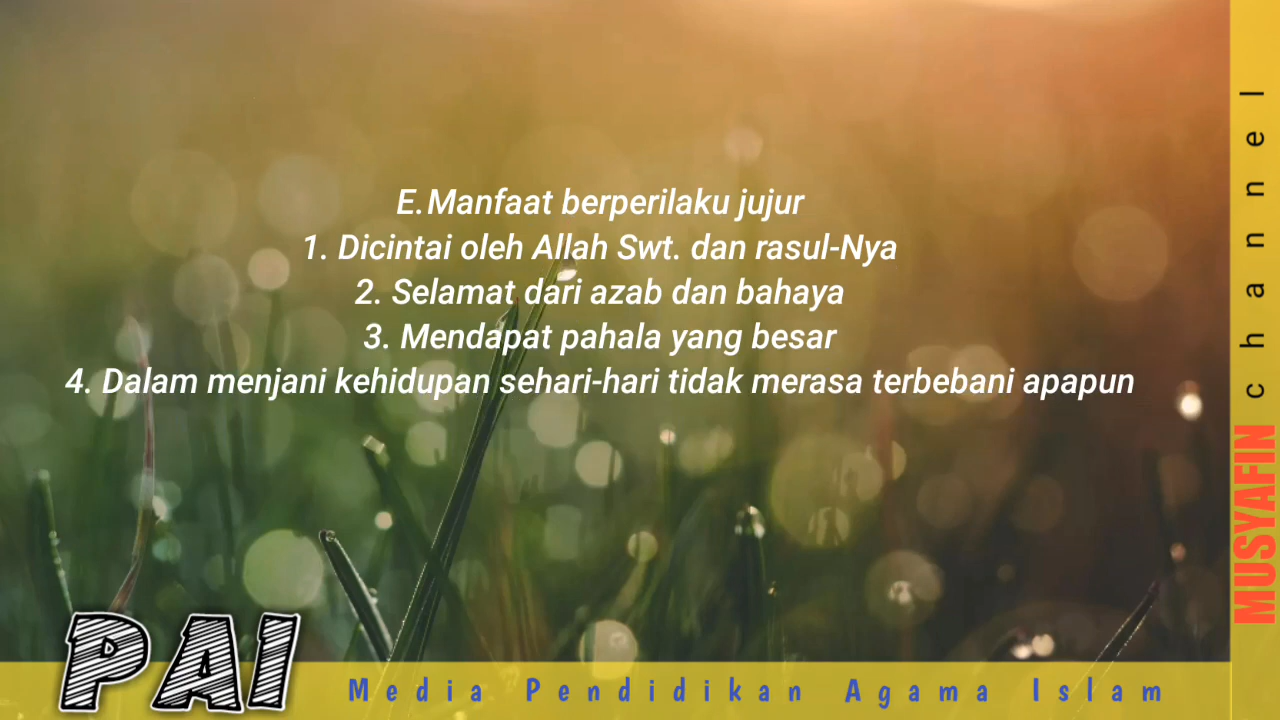 E.Manfaat berperilaku jujur
1. Dicintai oleh Allah Swt. dan rasul-Nya
2. Selamat dari azab dan bahaya
3. Mendapat pahala yang besar
4. Dalam menjani kehidupan sehari-hari tidak merasa terbebani apapun
PAI
Media Pendidikan Agama Islam
MUSYAFIN channel